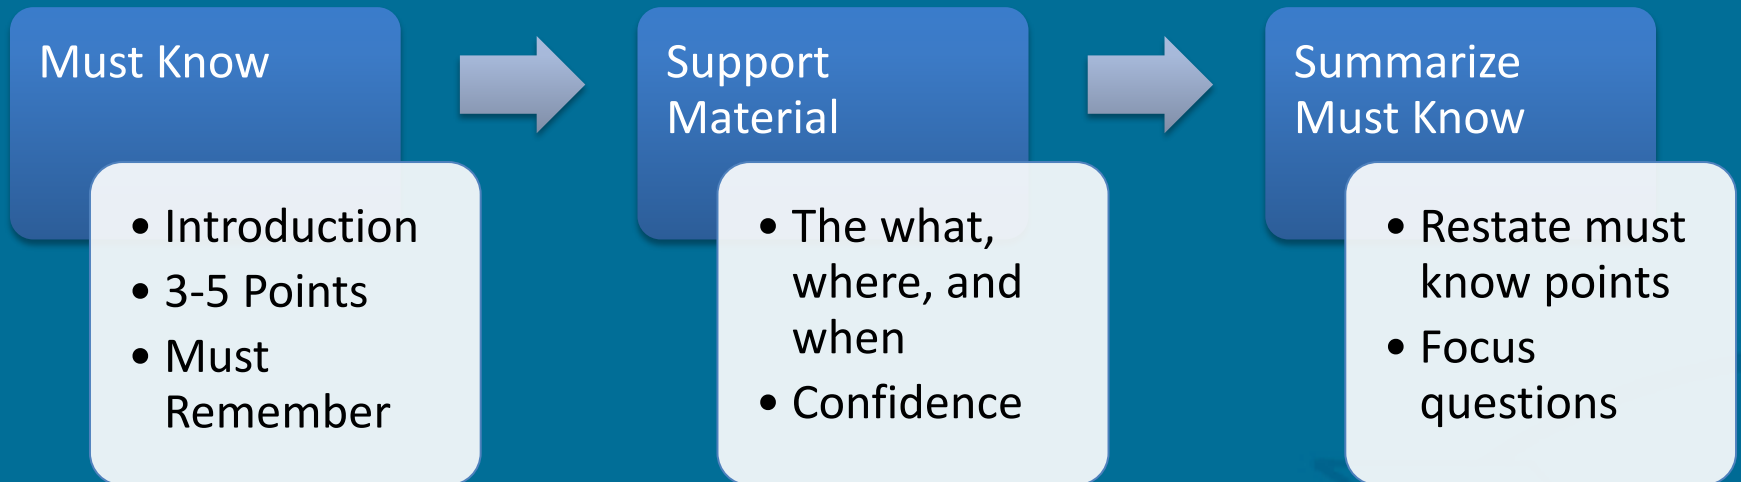 Must Know
• Introduction
• 3-5 Points
• Must
Remember
Support
Material
• The what,
where, and
when
• Confidence
Summarize
Must Know
• Restate must
know points
• Focus
questions